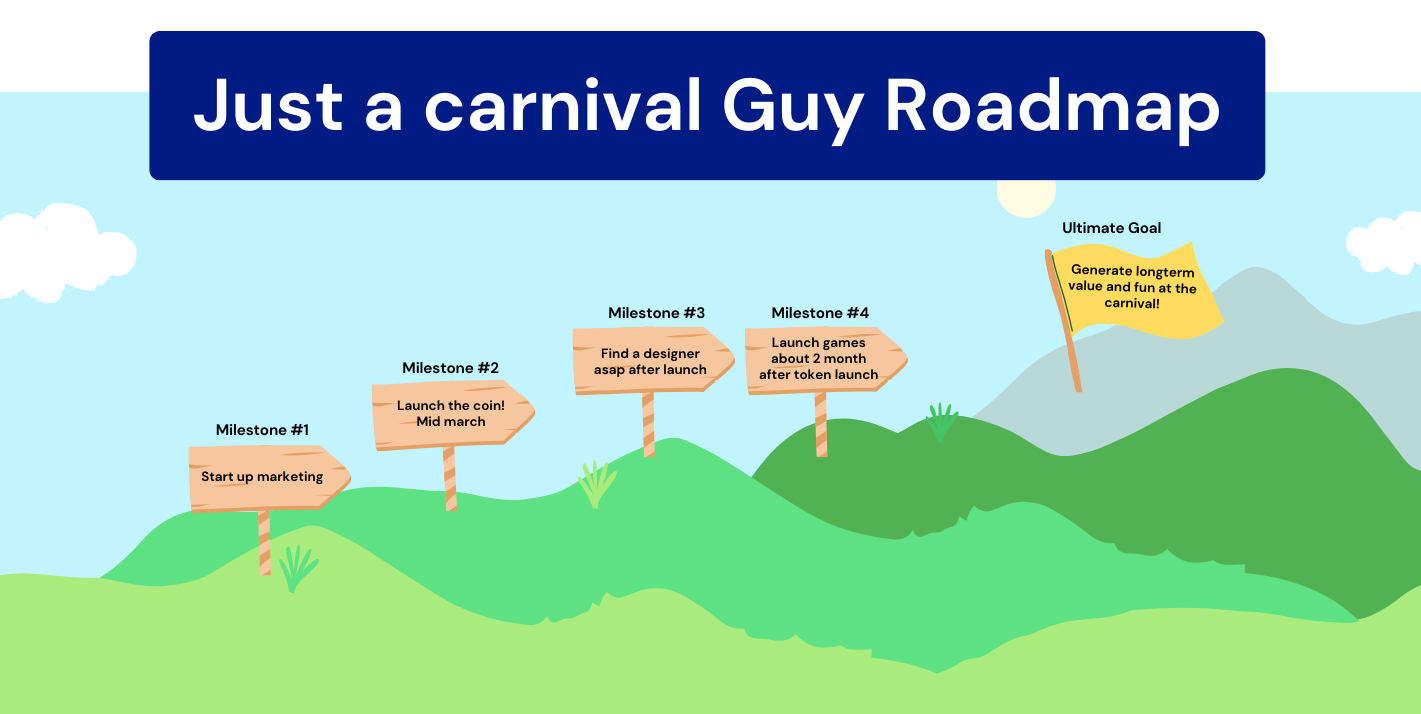 Just a carnival Guy Roadmap
Milestone #1
Start up marketing
Milestone #2
Launch the coin!
Mid march
Milestone #3
Find a designer
asap after launch
Milestone #4
Launch games
about 2 month
after token launch
Ultimate Goal
Generate longterm
value and fun at the
carnival!